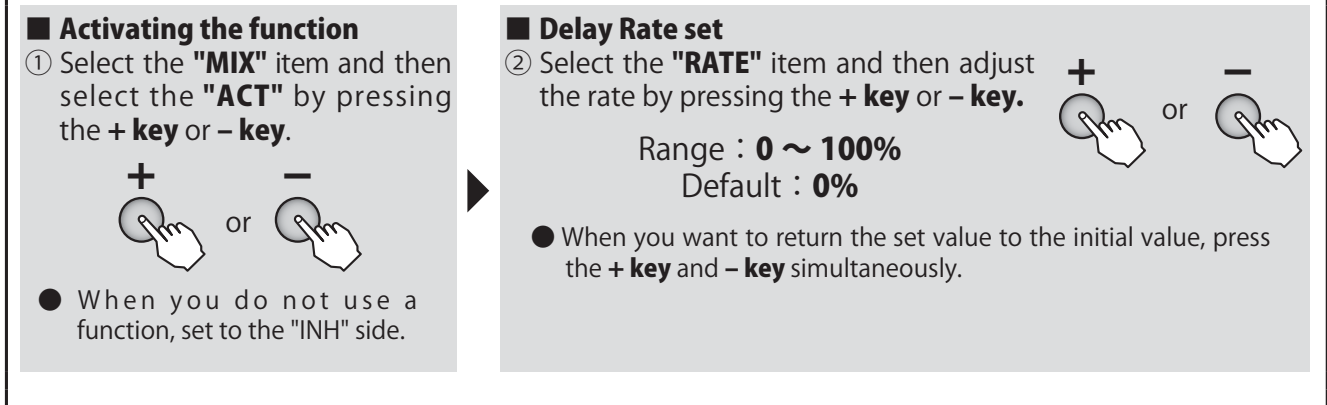 ■ Activating the function
① Select the "MIX" item and then
select the "ACT" by pressing
the + key or – key.
+ –
or
● When you do not use a
function, set to the "INH" side.
■ Delay Rate set
② Select the "RATE" item and then adjust
the rate by pressing the + key or – key.
+ –
or
Range : 0 ～ 100%
Default : 0%
● When you want to return the set value to the initial value, press
the + key and – key simultaneously.